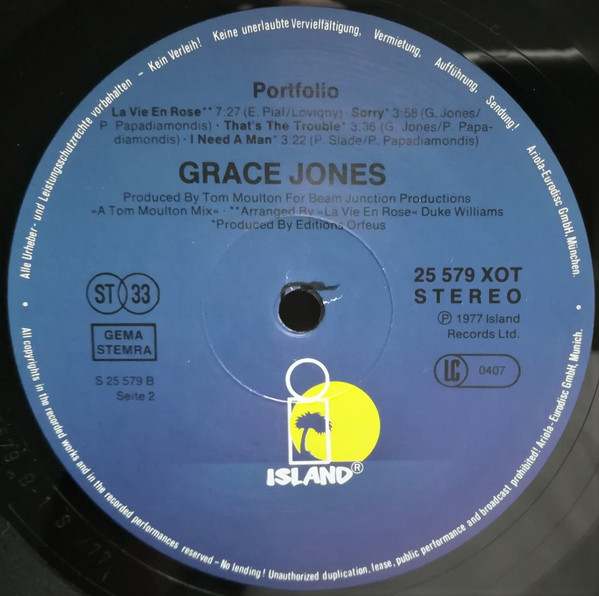 Alle Urheber- und Leistungsschutzrechte vorbehalten – Kein Verleih! Keine unerlaubte Vervielfältigung, Vermietung, Aufführung, Sendung! Ariola-Eurodisc GmbH, München.
Portfolio
La Vie En Rose** 7:27 (E. Piaf/Louiguy) · Sorry* 3:58 (G. Jones/
P. Papadiamondis) · That's The Trouble* 3:36 (G. Jones/P. Papa-
diamondis) · I Need A Man* 3:22 (P. Slade/P. Papadiamondis)
GRACE JONES
Produced By Tom Moulton For Beam Junction Productions
»A Tom Moulton Mix« · **Arranged By »La Vie En Rose« Duke Williams
*Produced By Editions Orfeus
ST 33
25 579 XOT
STEREO
GEMA
STEMRA
℗ 1977 Island
Records Ltd.
S 25 579 B
Seite 2
LC 0407
ISLAND®
All copyrights in the recorded works and in the recorded performances reserved – No lending! Unauthorized duplication, lease, public performance and broadcast prohibited! Ariola-Eurodisc GmbH, Munich.